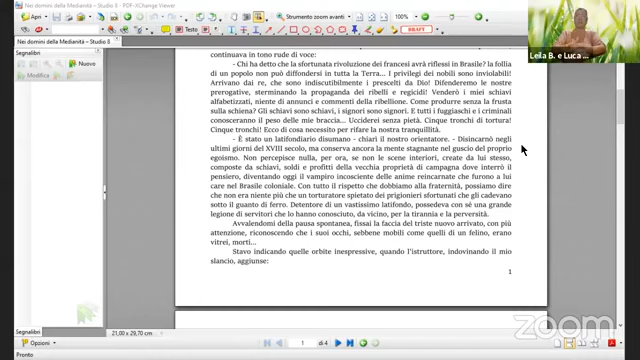 Nei domini della Medianità – Studio 8 - PDF-XChange Viewer
Apri
Strumento zoom avanti
100%
DRAFT
Nei domini della Medianità – Studio 8
Segnalibri
Nuovo
Modifica
Leila B. e Luca ...
continuava in tono rude di voce:
- Chi ha detto che la sfortunata rivoluzione dei francesi avrà riflessi in Brasile? la follia
di un popolo non può diffondersi in tutta la Terra... I privilegi dei nobili sono inviolabili!
Arrivano dai re, che sono indiscutibilmente i prescelti da Dio! Difenderemo le nostre
prerogative, sterminando la propaganda dei ribelli e regicidi! Venderò i miei schiavi
alfabetizzati, niente di annunci e commenti della ribellione. Come produrre senza la frusta
sulla schiena? Gli schiavi sono schiavi, i signori sono signori. E tutti i fuggiaschi e i criminali
conosceranno il peso delle mie braccia... Ucciderei senza pietà. Cinque tronchi di tortura!
Cinque tronchi! Ecco di cosa necessito per rifare la nostra tranquillità.
- È stato un latifondiario disumano - chiarì il nostro orientatore. - Disincarnò negli
ultimi giorni del XVIII secolo, ma conserva ancora la mente stagnante nel guscio del proprio
egoismo. Non percepisce nulla, per ora, se non le scene interiori, create da lui stesso,
composte da schiavi, soldi e profitti della vecchia proprietà di campagna dove interrò il
pensiero, diventando oggi il vampiro incosciente delle anime reincarnate che furono a lui
care nel Brasile coloniale. Con tutto il rispetto che dobbiamo alla fraternità, possiamo dire
che non era niente più che un torturatore spietato dei prigionieri sfortunati che gli cadevano
sotto il guanto di ferro. Detentore di un vastissimo latifondo, possedeva con sé una grande
legione di servitori che lo hanno conosciuto, da vicino, per la tirannia e la perversità.
Avvalendomi della pausa spontanea, fissai la faccia del triste nuovo arrivato, con più
attenzione, riconoscendo che i suoi occhi, sebbene mobili come quelli di un felino, erano
vitrei, morti...
Stavo indicando quelle orbite inespressive, quando l'istruttore, indovinando il mio
slancio, aggiunse:
1
Segnalibri
21,00 x 29,70 cm
Opzioni
1
di 4
Pronto
STREAMYARD